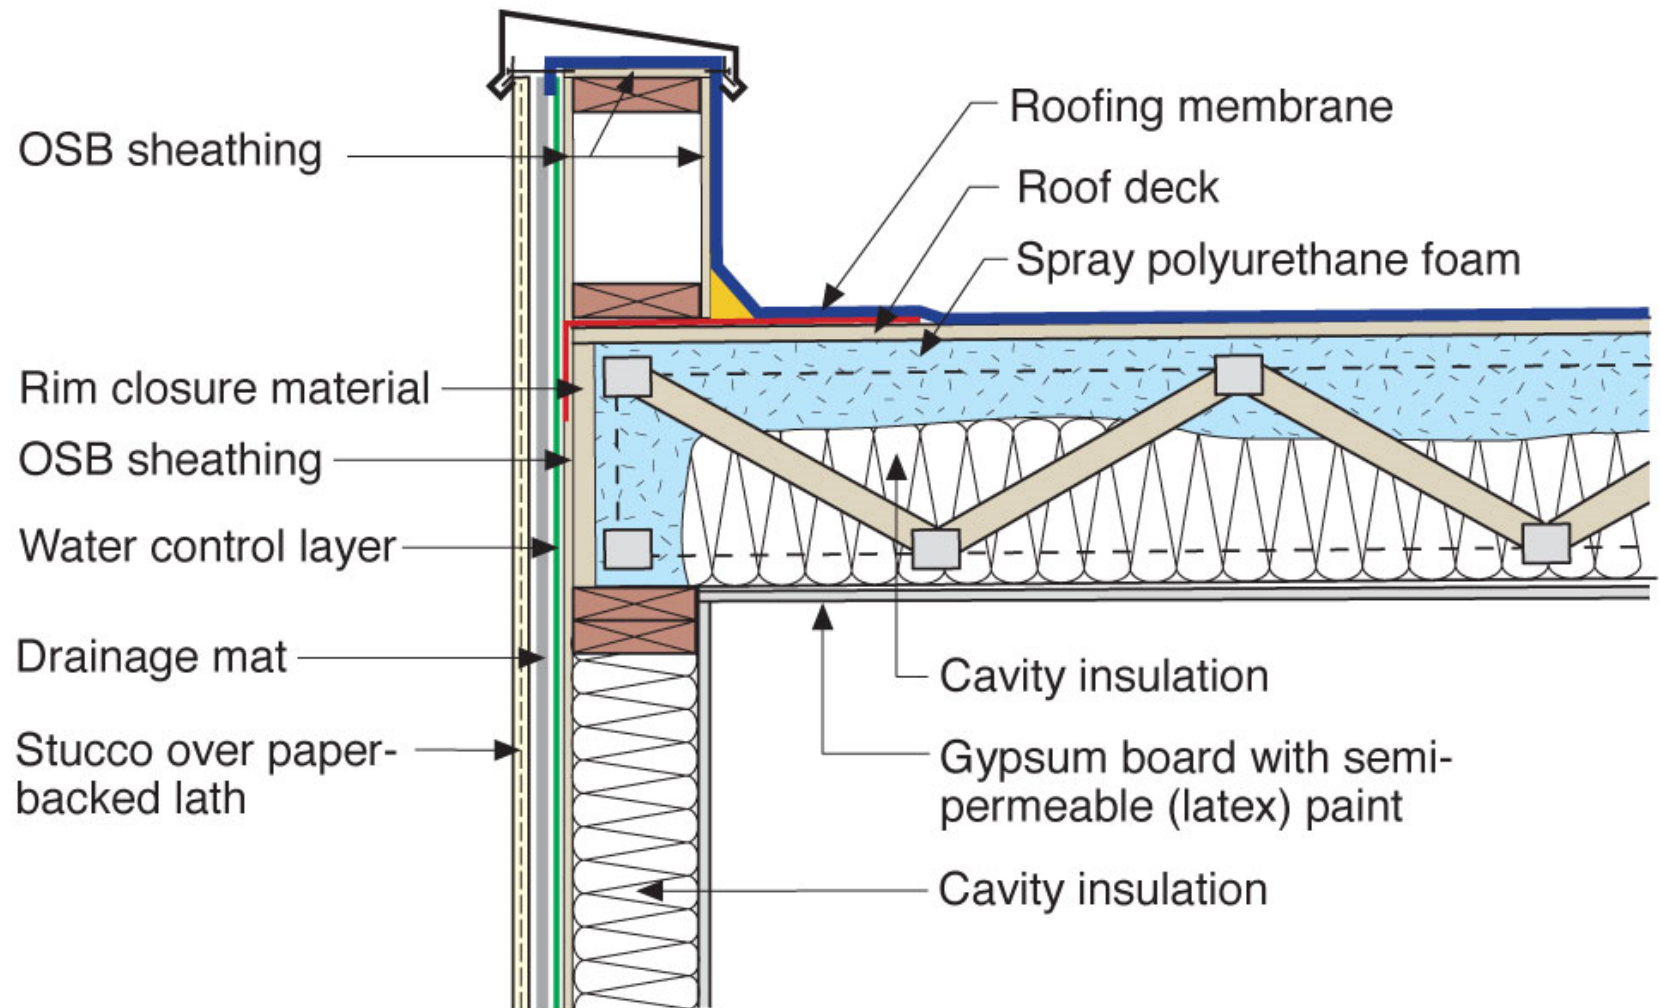 OSB sheathing
Rim closure material
OSB sheathing
Water control layer
Drainage mat
Stucco over paper-
backed lath
Roofing membrane
Roof deck
Spray polyurethane foam
Cavity insulation
Gypsum board with semi-
permeable (latex) paint
Cavity insulation